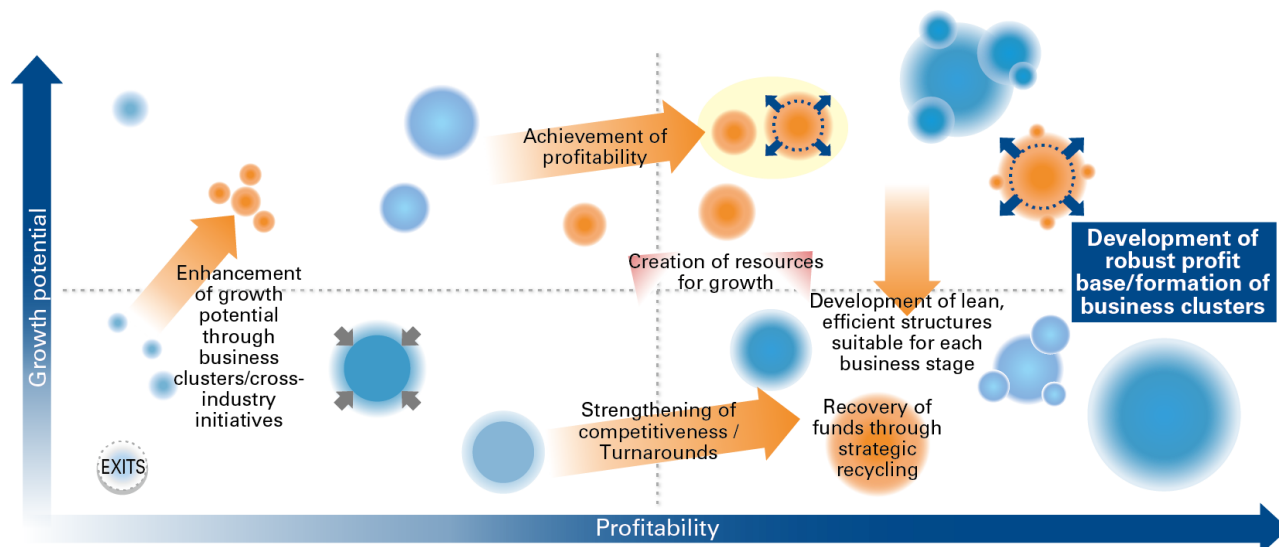 Growth potential
Achievement of
profitability
Enhancement
of growth
potential through
business
clusters/cross-
industry
initiatives
Creation of resources
for growth
Development of lean,
efficient structures
suitable for each
business stage
Development of
robust profit
base/formation of
business clusters
Strengthening of
competitiveness /
Turnarounds
Recovery of
funds through
strategic
recycling
EXITS
Profitability